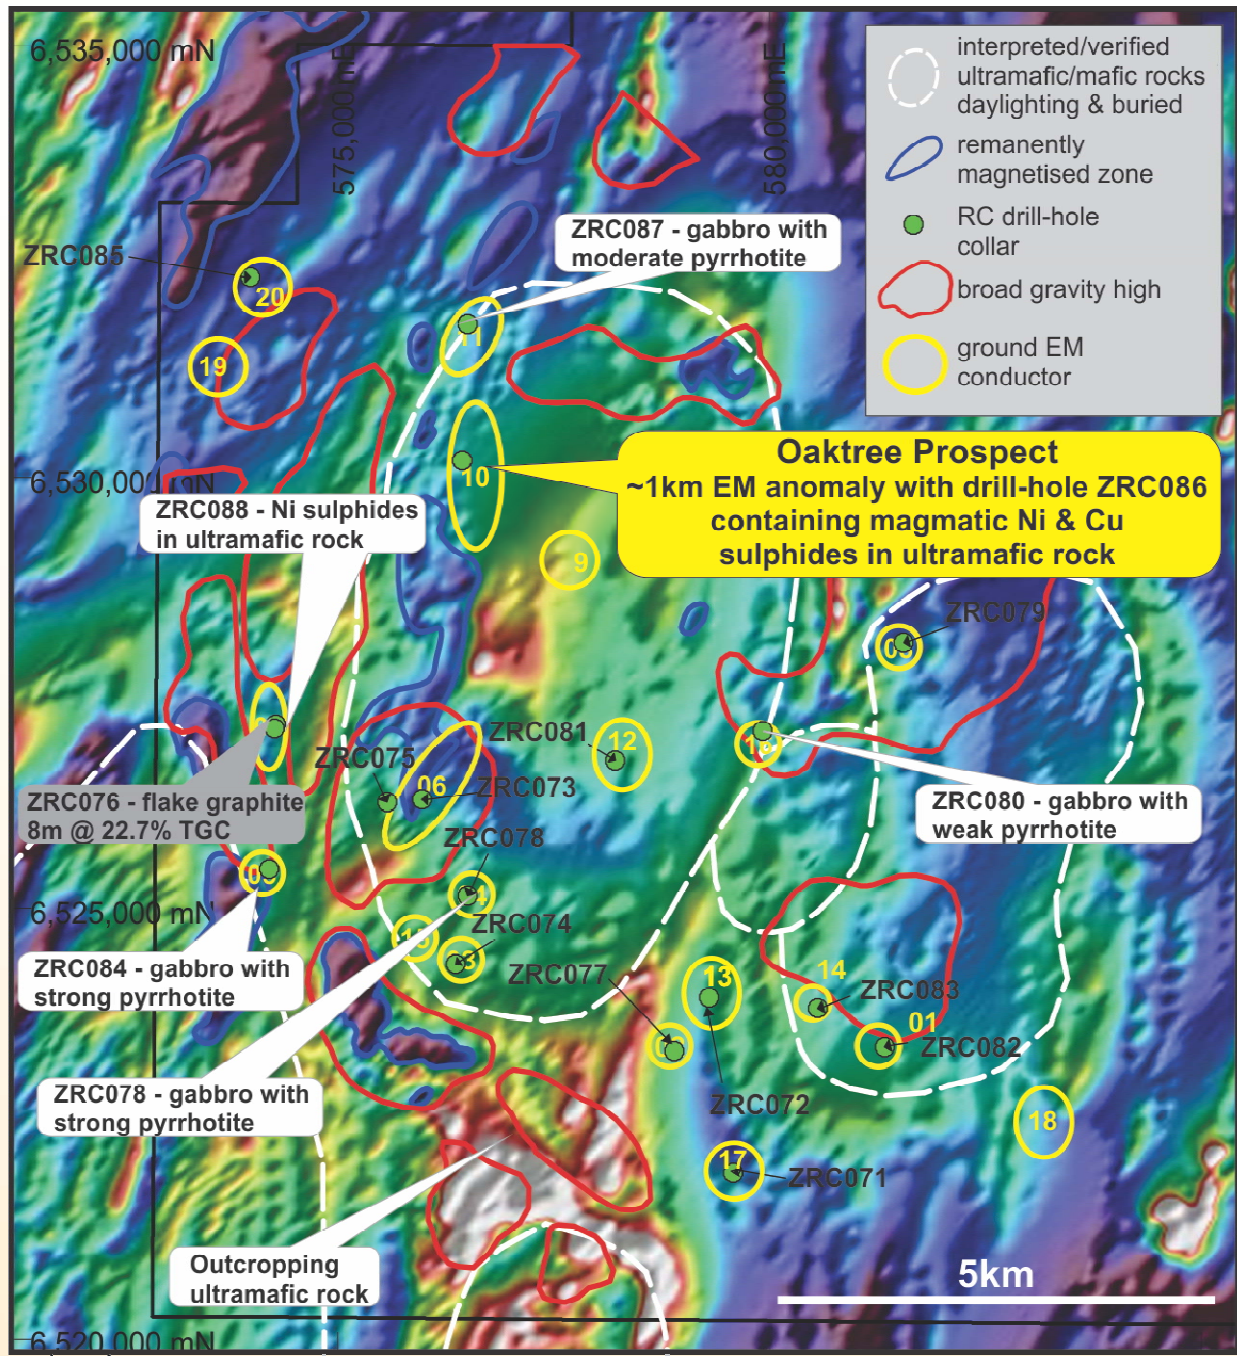 6,535,000 mN
575,000 mE
580,000 mE
interpreted/verified
ultramafic/mafic rocks
daylighting & buried
remanently
magnetised zone
RC drill-hole
collar
broad gravity high
ground EM
conductor
ZRC085
20
19
ZRC087 - gabbro with
moderate pyrrhotite
11
10
Oaktree Prospect
~1km EM anomaly with drill-hole ZRC086
containing magmatic Ni & Cu
sulphides in ultramafic rock
6,530,000 mN
ZRC088 - Ni sulphides
in ultramafic rock
9
ZRC079
ZRC081
12
ZRC075
06
ZRC073
ZRC076 - flake graphite
8m @ 22.7% TGC
ZRC080 - gabbro with
weak pyrrhotite
ZRC078
6,525,000 mN
ZRC074
15
ZRC084 - gabbro with
strong pyrrhotite
ZRC077
13
14
ZRC083
01
ZRC082
ZRC078 - gabbro with
strong pyrrhotite
ZRC072
18
17
ZRC071
Outcropping
ultramafic rock
5km
6,520,000 mN